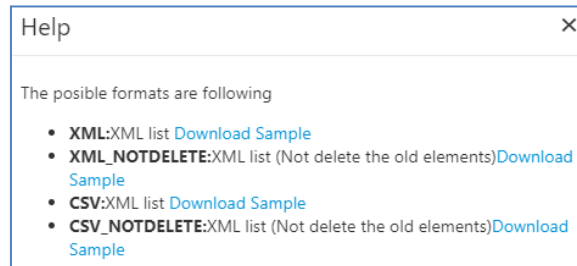 Help ×
The posible formats are following
• XML:XML list Download Sample
• XML_NOTDELETE:XML list (Not delete the old elements)Download
Sample
• CSV:XML list Download Sample
• CSV_NOTDELETE:XML list (Not delete the old elements)Download
Sample